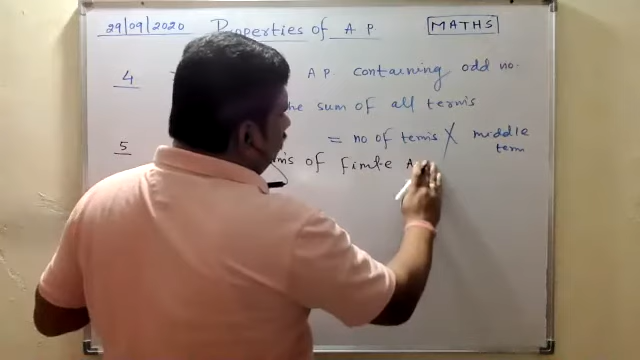 29/09/2020 Properties of A P MATHS
4 A P containing odd no.
the sum of all terms
= no of terms X middle term
5 of finite A